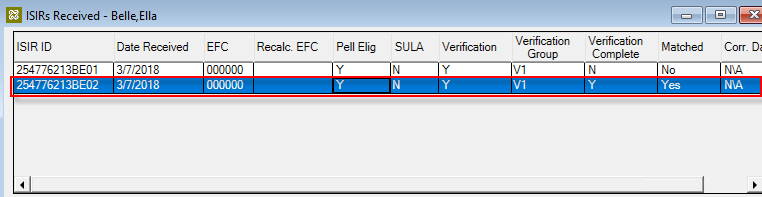 ISIRs Received - Belle,Ella
ISIR ID Date Received EFC Recalc. EFC Pell Elig SULA Verification Verification Group Verification Complete Matched Corr. Da
254776213BE01 3/7/2018 000000 Y N Y V1 N No N\A
254776213BE02 3/7/2018 000000 Y N Y V1 Y Yes N\A